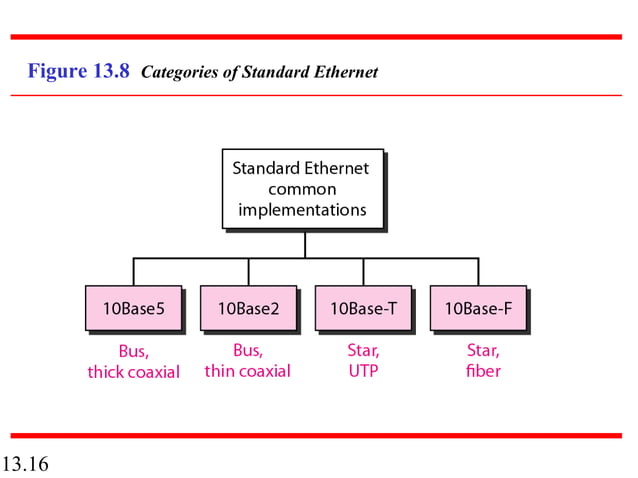 Figure 13.8 Categories of Standard Ethernet
Standard Ethernet
common
implementations
10Base5
10Base2
10Base-T
10Base-F
Bus,
thick coaxial
Bus,
thin coaxial
Star,
UTP
Star,
fiber
13.16